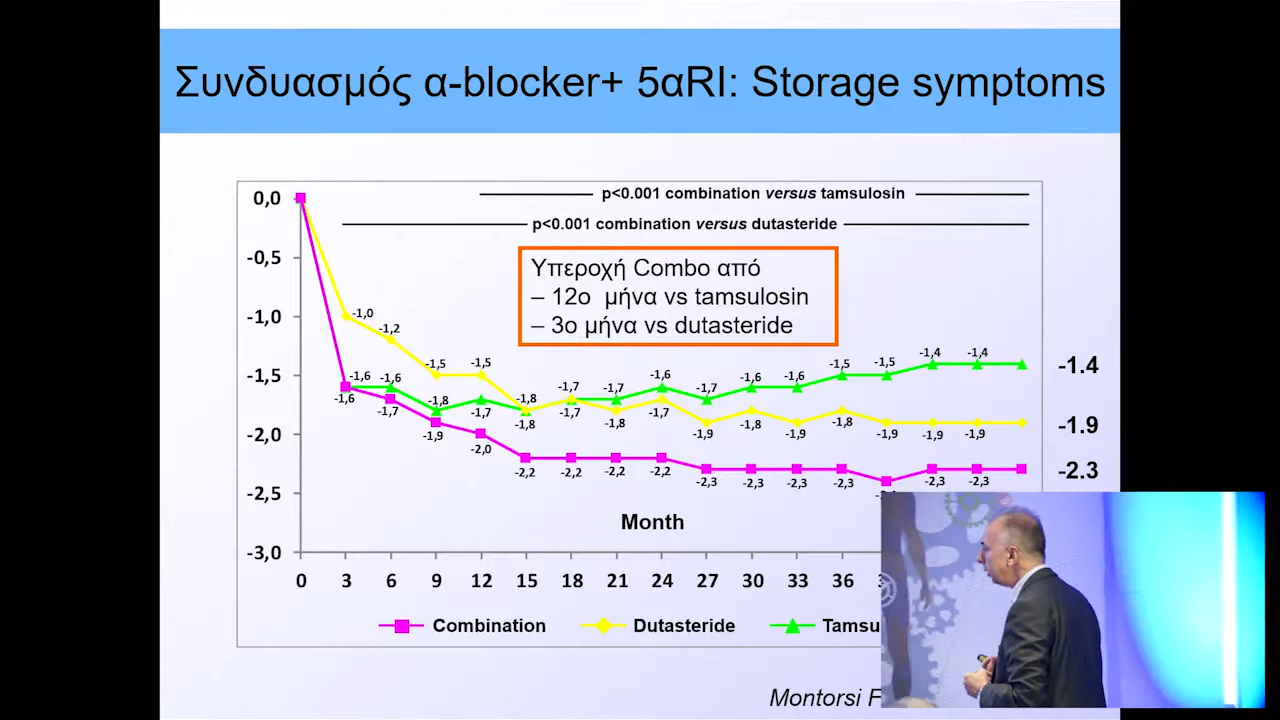 Συνδυασμός α-blocker+ 5αRI: Storage symptoms
p<0.001 combination versus tamsulosin
p<0.001 combination versus dutasteride
Υπεροχή Combo από
– 12ο μήνα vs tamsulosin
– 3ο μήνα vs dutasteride
0,0
-0,5
-1,0
-1,5
-2,0
-2,5
-3,0
-1,6 -1,6 -1,8 -1,7 -1,8 -1,7 -1,7 -1,6 -1,7 -1,6 -1,6 -1,5 -1,5 -1,4 -1,4
-1.4
-1,0 -1,2 -1,5 -1,5 -1,8 -1,7 -1,8 -1,7 -1,9 -1,8 -1,9 -1,8 -1,9 -1,9 -1,9
-1.9
-1,6 -1,7 -1,9 -2,0 -2,2 -2,2 -2,2 -2,2 -2,3 -2,3 -2,3 -2,3 -2,3 -2,3
-2.3
Month
0 3 6 9 12 15 18 21 24 27 30 33 36
Combination Dutasteride Tamsu
Montorsi F